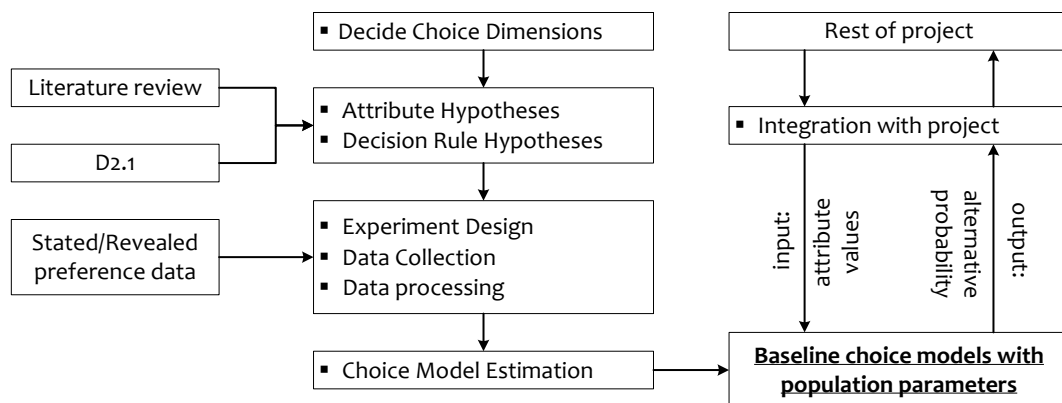 ▪ Decide Choice Dimensions
Literature review
D2.1
▪ Attribute Hypotheses
▪ Decision Rule Hypotheses
Stated/Revealed
preference data
▪ Experiment Design
▪ Data Collection
▪ Data processing
▪ Choice Model Estimation
Rest of project
▪ Integration with project
input:
attribute
values
output:
alternative
probability
Baseline choice models with
population parameters